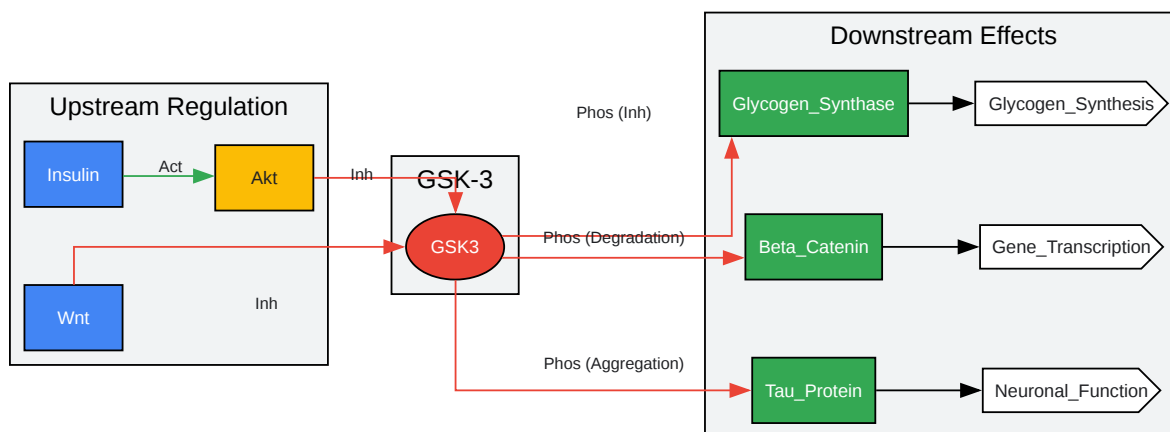 Upstream Regulation
Insulin
Act
Akt
Inh
Wnt
Inh
GSK-3
GSK3
Phos (Inh)
Phos (Degradation)
Phos (Aggregation)
Downstream Effects
Glycogen_Synthase
Glycogen_Synthesis
Beta_Catenin
Gene_Transcription
Tau_Protein
Neuronal_Function